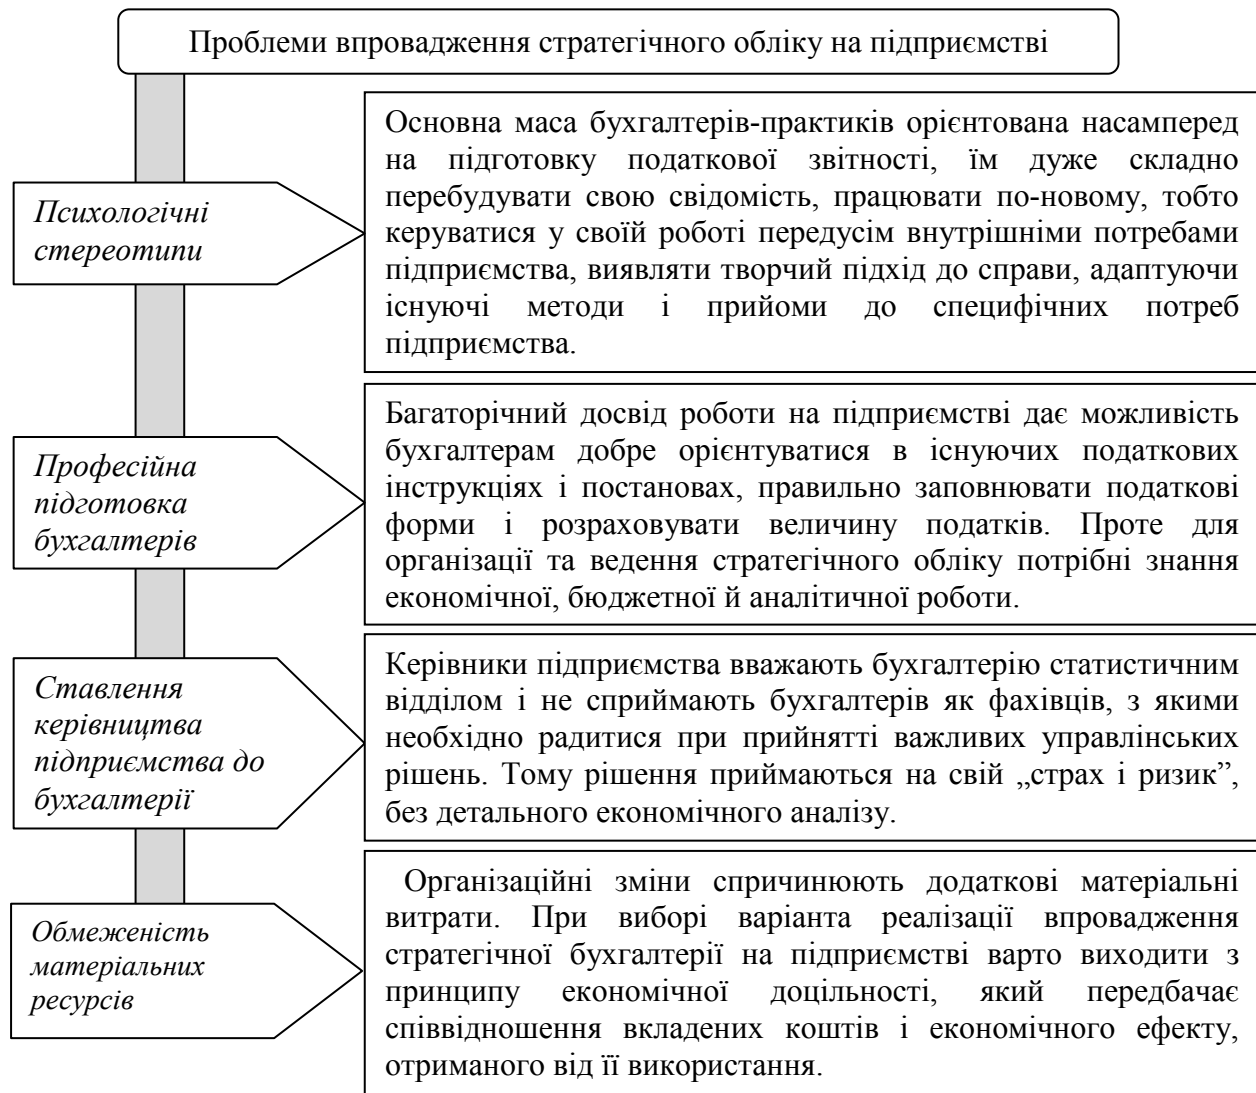 Проблеми впровадження стратегічного обліку на підприємстві
Психологічні
стереотипи
Основна маса бухгалтерів-практиків орієнтована насамперед
на підготовку податкової звітності, їм дуже складно
перебудувати свою свідомість, працювати по-новому, тобто
керуватися у своїй роботі передусім внутрішніми потребами
підприємства, виявляти творчий підхід до справи, адаптуючи
існуючі методи і прийоми до специфічних потреб
підприємства.
Професійна
підготовка
бухгалтерів
Багаторічний досвід роботи на підприємстві дає можливість
бухгалтерам добре орієнтуватися в існуючих податкових
інструкціях і постановах, правильно заповнювати податкові
форми і розраховувати величину податків. Проте для
організації та ведення стратегічного обліку потрібні знання
економічної, бюджетної й аналітичної роботи.
Ставлення
керівництва
підприємства до
бухгалтерії
Керівники підприємства вважають бухгалтерію статистичним
відділом і не сприймають бухгалтерів як фахівців, з якими
необхідно радитися при прийнятті важливих управлінських
рішень. Тому рішення приймаються на свій „страх і ризик”,
без детального економічного аналізу.
Обмеженість
матеріальних
ресурсів
Організаційні зміни спричинюють додаткові матеріальні
витрати. При виборі варіанта реалізації впровадження
стратегічної бухгалтерії на підприємстві варто виходити з
принципу економічної доцільності, який передбачає
співвідношення вкладених коштів і економічного ефекту,
отриманого від її використання.